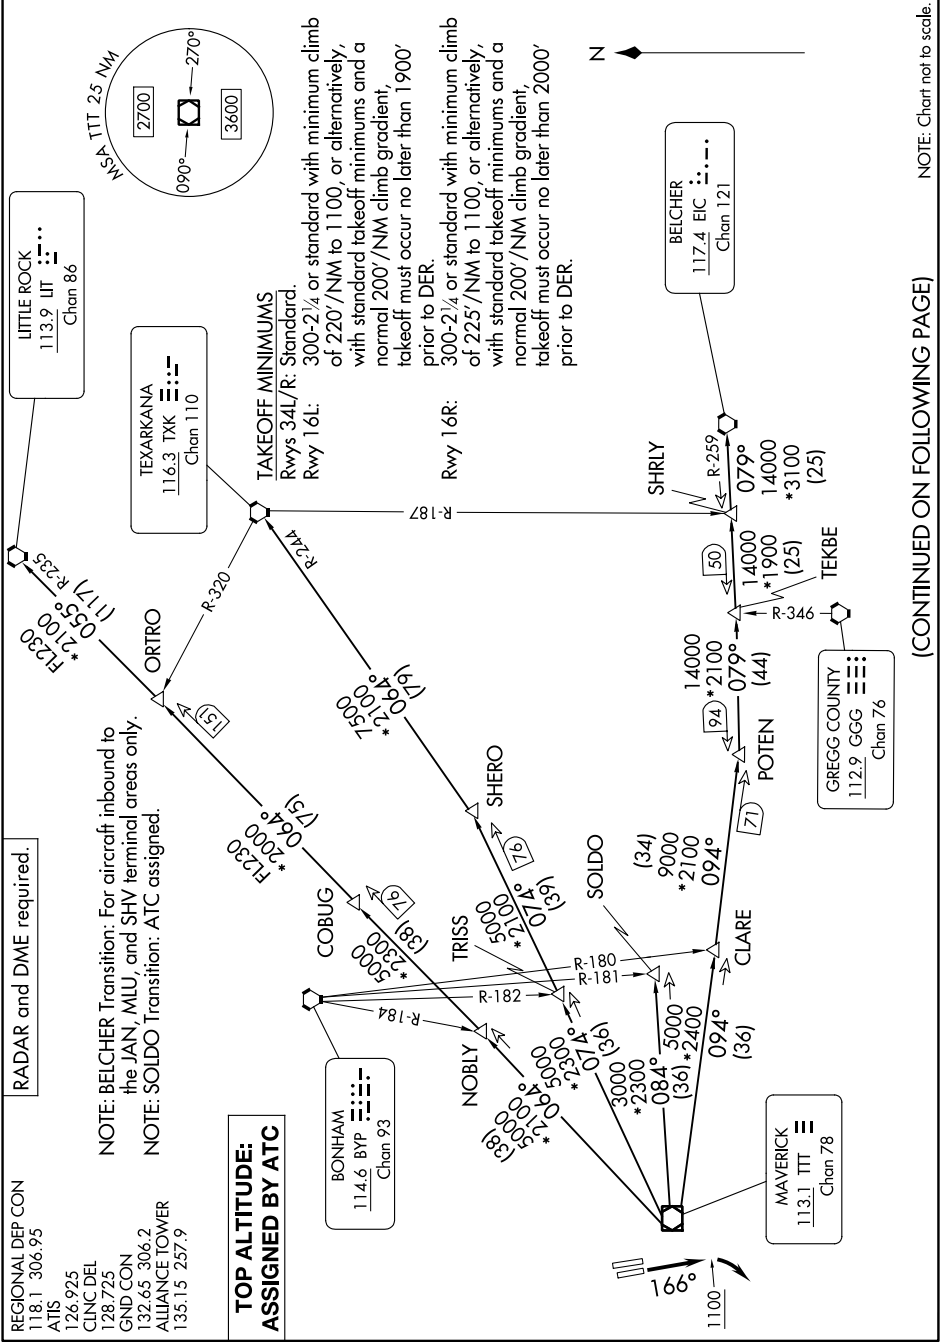 REGIONAL DEP CON
118.1 306.95
ATIS
126.925
CLNC DEL
128.725
GND CON
132.65 306.2
ALLIANCE TOWER
135.15 257.9
RADAR and DME required.
NOTE: BELCHER Transition: For aircraft inbound to
the JAN, MLU, and SHV terminal areas only.
NOTE: SOLDO Transition: ATC assigned.
TOP ALTITUDE:
ASSIGNED BY ATC
LITTLE ROCK
113.9 LIT
Chan 86
MSA TTT 25 NM
2700
090°
270°
3600
TEXARKANA
116.3 TXK
Chan 110
TAKEOFF MINIMUMS
Rwys 34L/R: Standard.
Rwy 16L: 300-2¼ or standard with minimum climb
of 220'/NM to 1100, or alternatively,
with standard takeoff minimums and a
normal 200'/NM climb gradient,
takeoff must occur no later than 1900'
prior to DER.
Rwy 16R: 300-2¼ or standard with minimum climb
of 225'/NM to 1100, or alternatively,
with standard takeoff minimums and a
normal 200'/NM climb gradient,
takeoff must occur no later than 2000'
prior to DER.
N
R-235
FL230
*2100
055°
(117)
ORTRO
R-320
151
FL230
*2000
064°
(75)
COBUG
76
5000
*2300
(38)
NOBLY
R-184
5000
*2100
064°
(38)
R-244
7500
*2100
064°
(79)
SHERO
76
5000
*2100
074°
(39)
TRISS
R-182
5000
*2300
074°
(36)
BONHAM
114.6 BYP
Chan 93
R-181
R-180
SOLDO
3000
*2300
084°
(36)
5000
*2400
094°
(36)
CLARE
(34)
9000
*2100
094°
71
POTEN
94
14000
*2100
079°
(44)
TEKBE
R-346
GREGG COUNTY
112.9 GGG
Chan 76
50
14000
*1900
(25)
SHRLY
R-187
R-259
079°
14000
*3100
(25)
BELCHER
117.4 EIC
Chan 121
MAVERICK
113.1 TTT
Chan 78
166°
1100
(CONTINUED ON FOLLOWING PAGE)
NOTE: Chart not to scale.